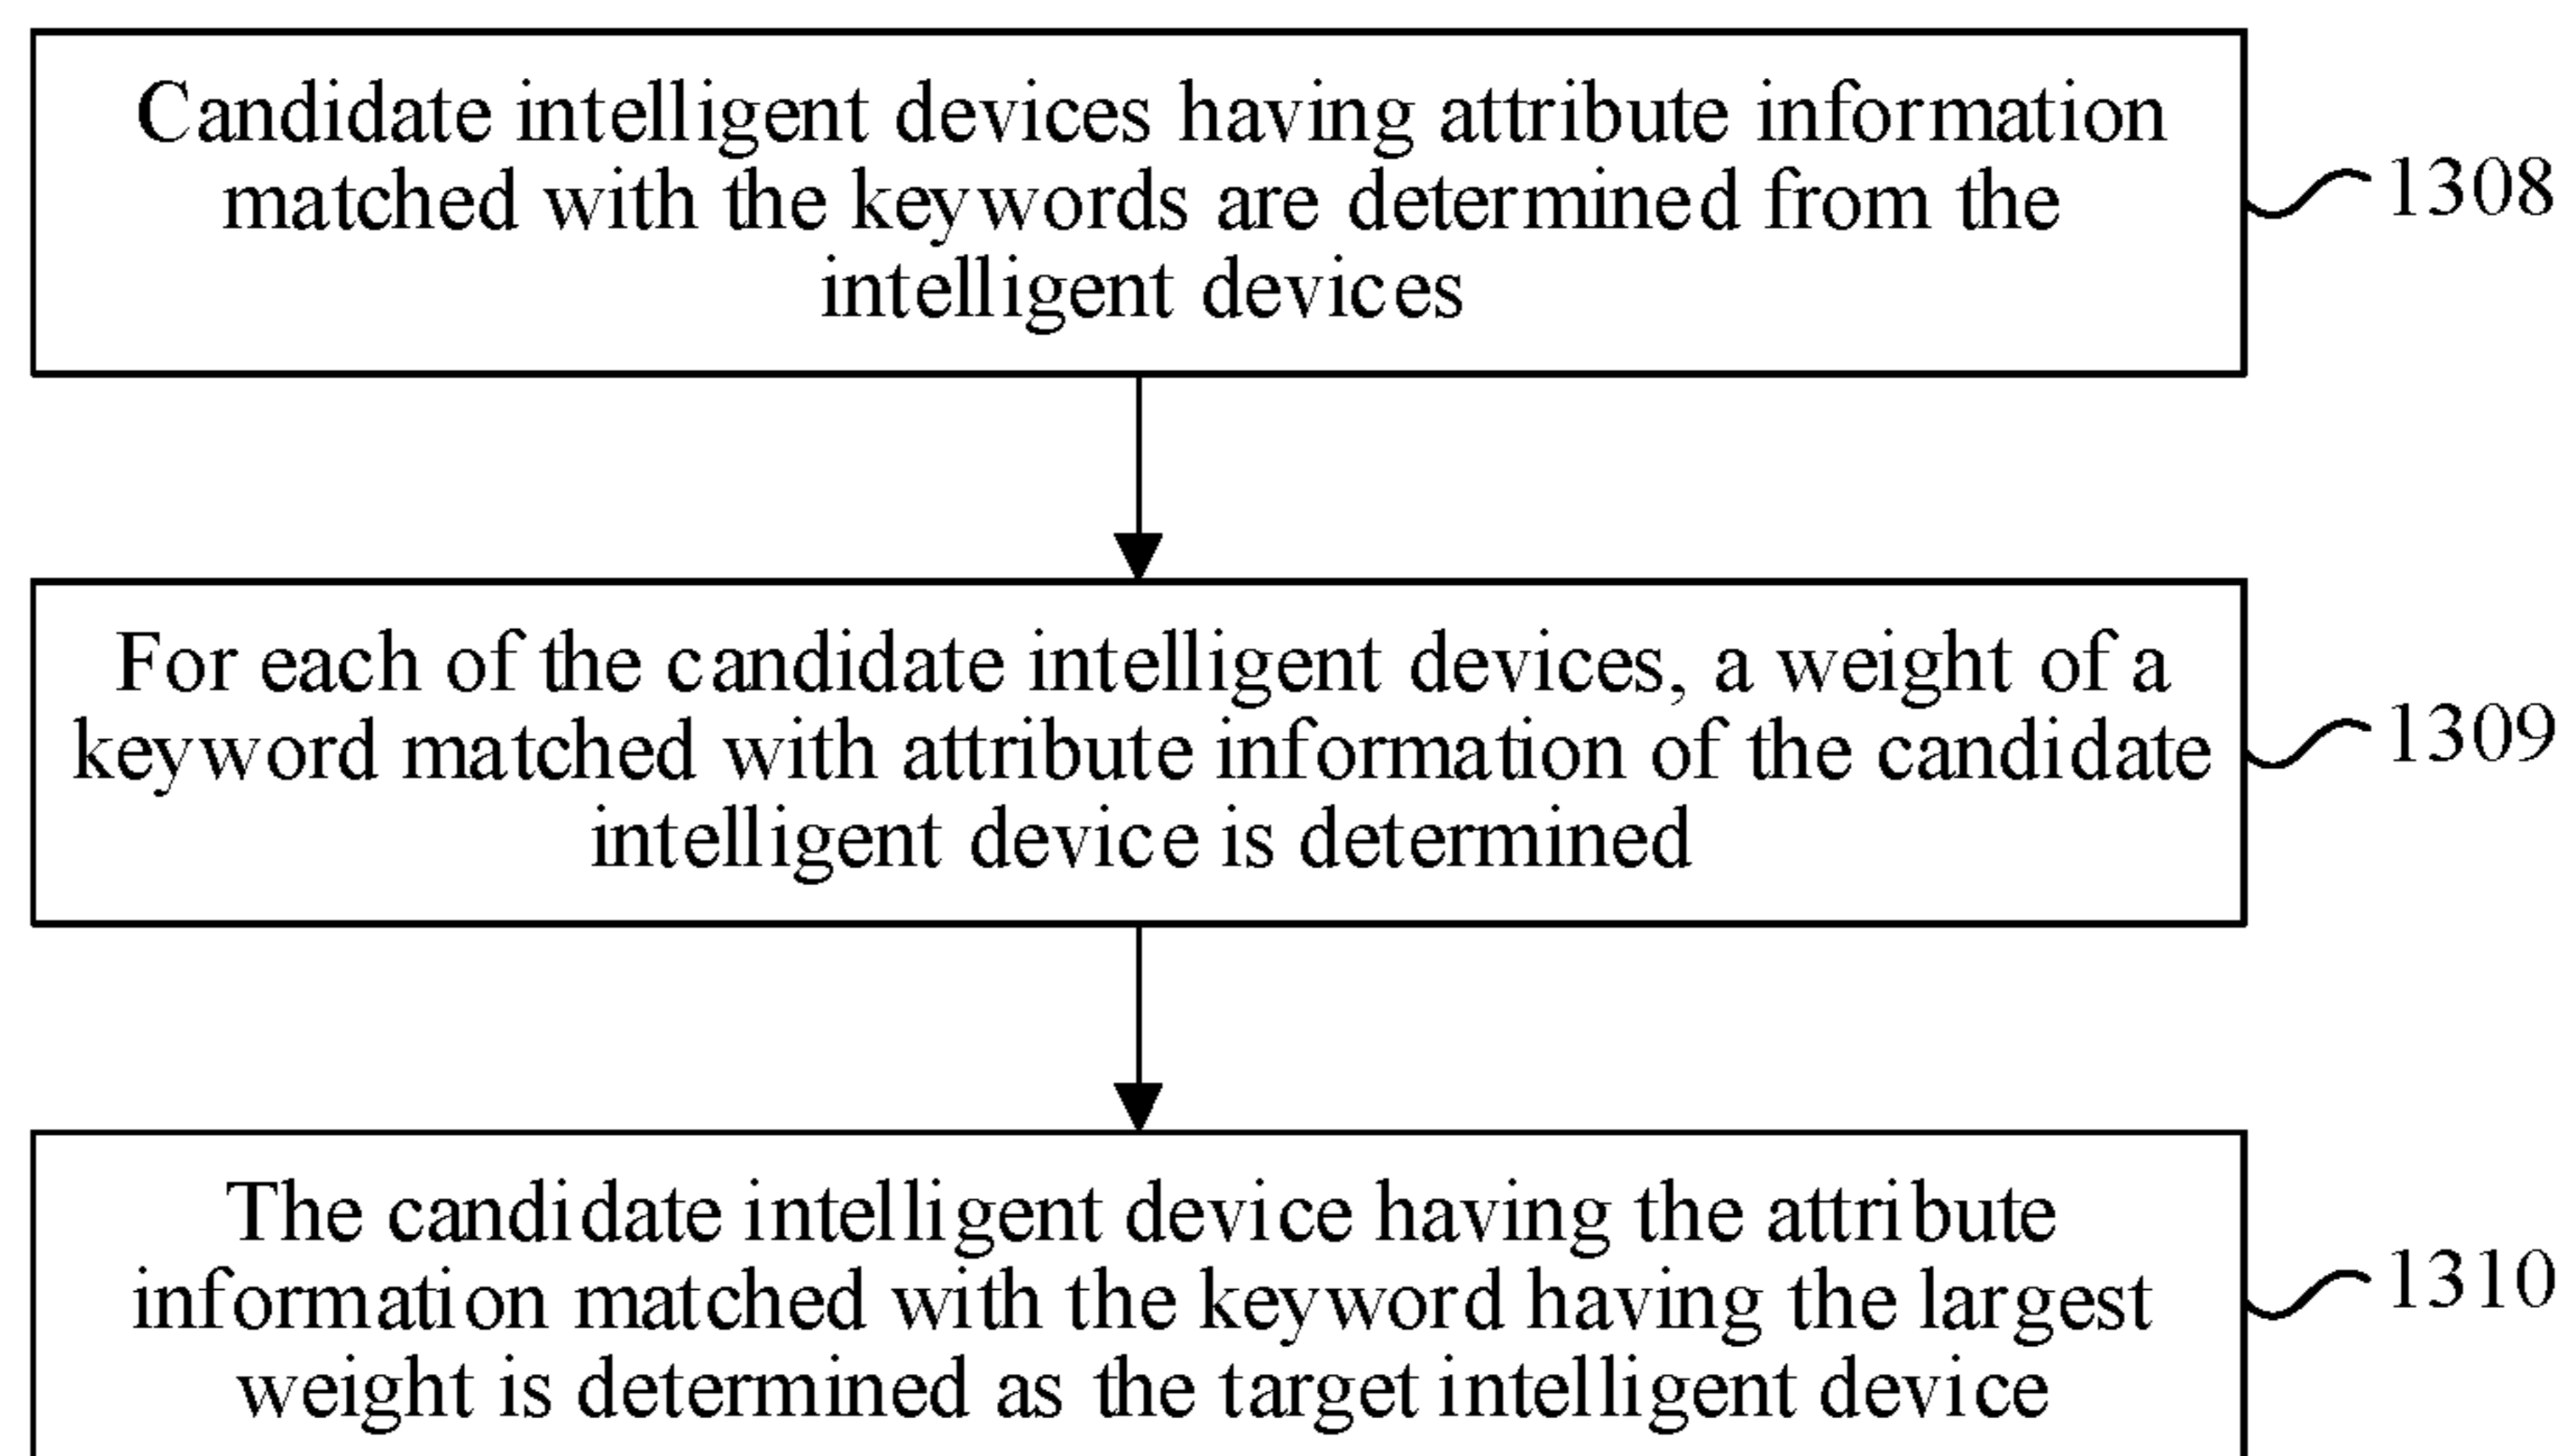 Candidate intelligent devices having attribute information
matched with the keywords are determined from the
intelligent devices
1308
For each of the candidate intelligent devices, a weight of a
keyword matched with attribute information of the candidate
intelligent device is determined
1309
The candidate intelligent device having the attribute
information matched with the keyword having the largest
weight is determined as the target intelligent device
1310